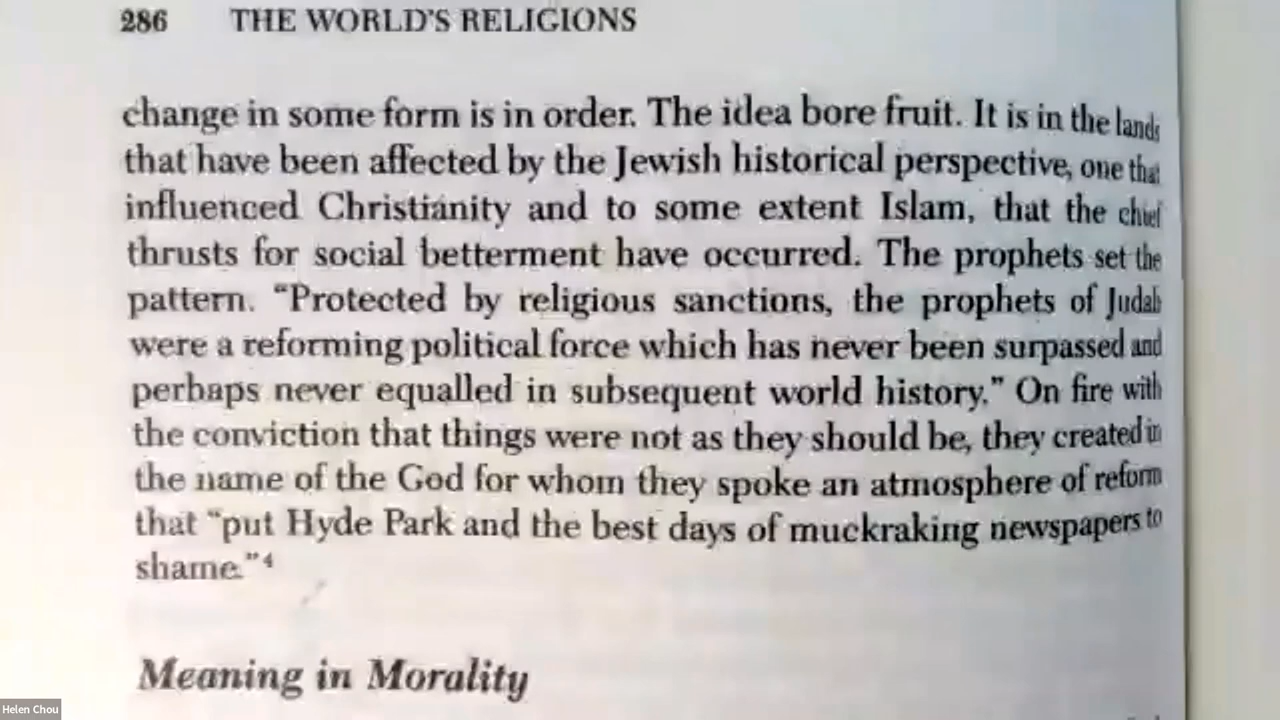 286 THE WORLD'S RELIGIONS
change in some form is in order. The idea bore fruit. It is in the lands
that have been affected by the Jewish historical perspective, one that
influenced Christianity and to some extent Islam, that the chief
thrusts for social betterment have occurred. The prophets set the
pattern. “Protected by religious sanctions, the prophets of Judah
were a reforming political force which has never been surpassed and
perhaps never equalled in subsequent world history.” On fire with
the conviction that things were not as they should be, they created in
the name of the God for whom they spoke an atmosphere of reform
that “put Hyde Park and the best days of muckraking newspapers to
shame.”4
Meaning in Morality
Helen Chou